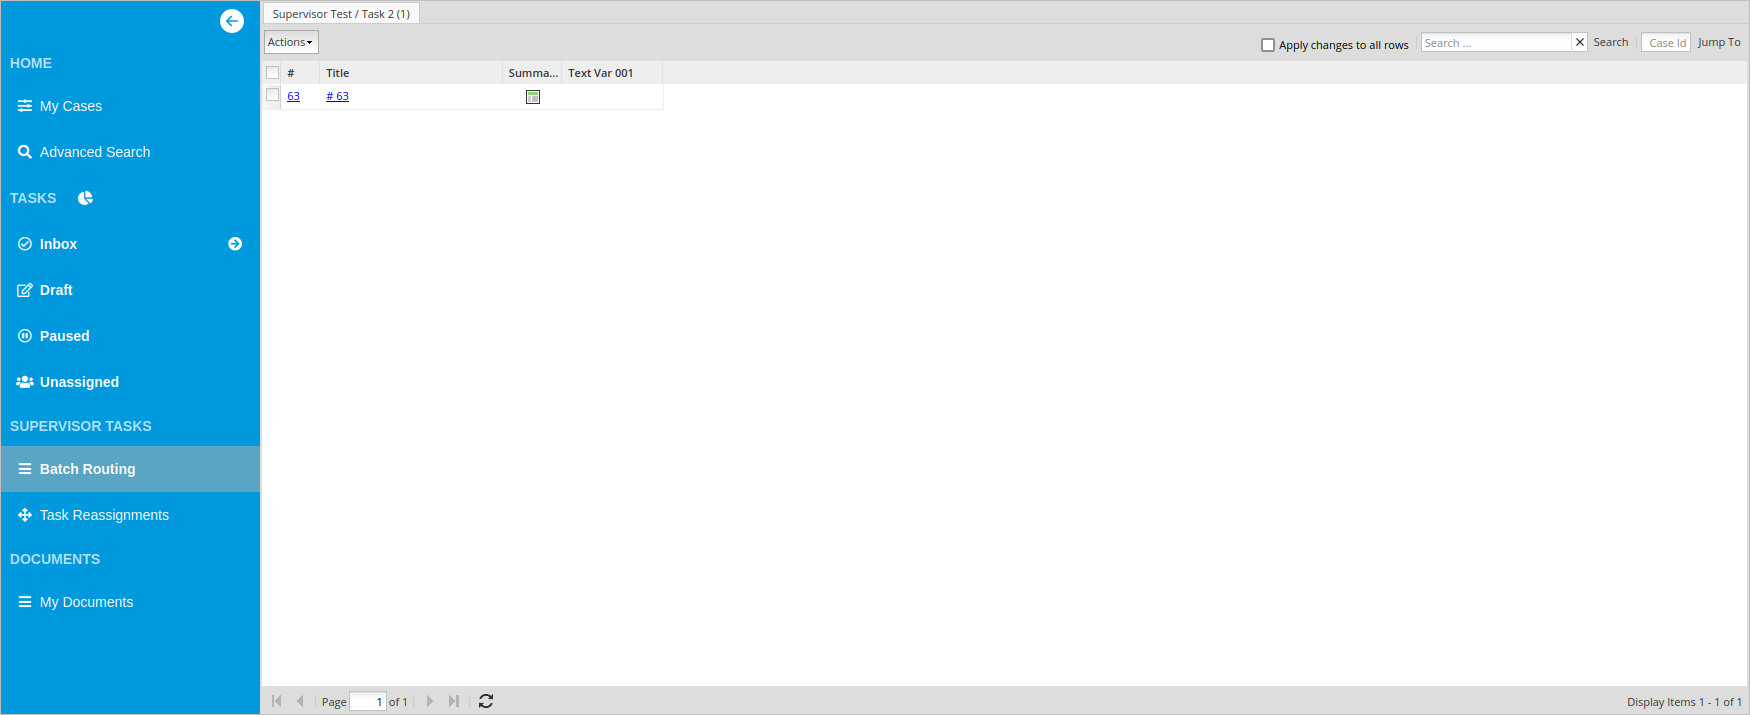 HOME
My Cases
Advanced Search
TASKS
Inbox
Draft
Paused
Unassigned
SUPERVISOR TASKS
Batch Routing
Task Reassignments
DOCUMENTS
My Documents
Supervisor Test / Task 2 (1)
Actions
Apply changes to all rows
Search ...
Search
Case Id
Jump To
# Title Summa... Text Var 001
63 # 63
Page 1 of 1
Display Items 1 - 1 of 1